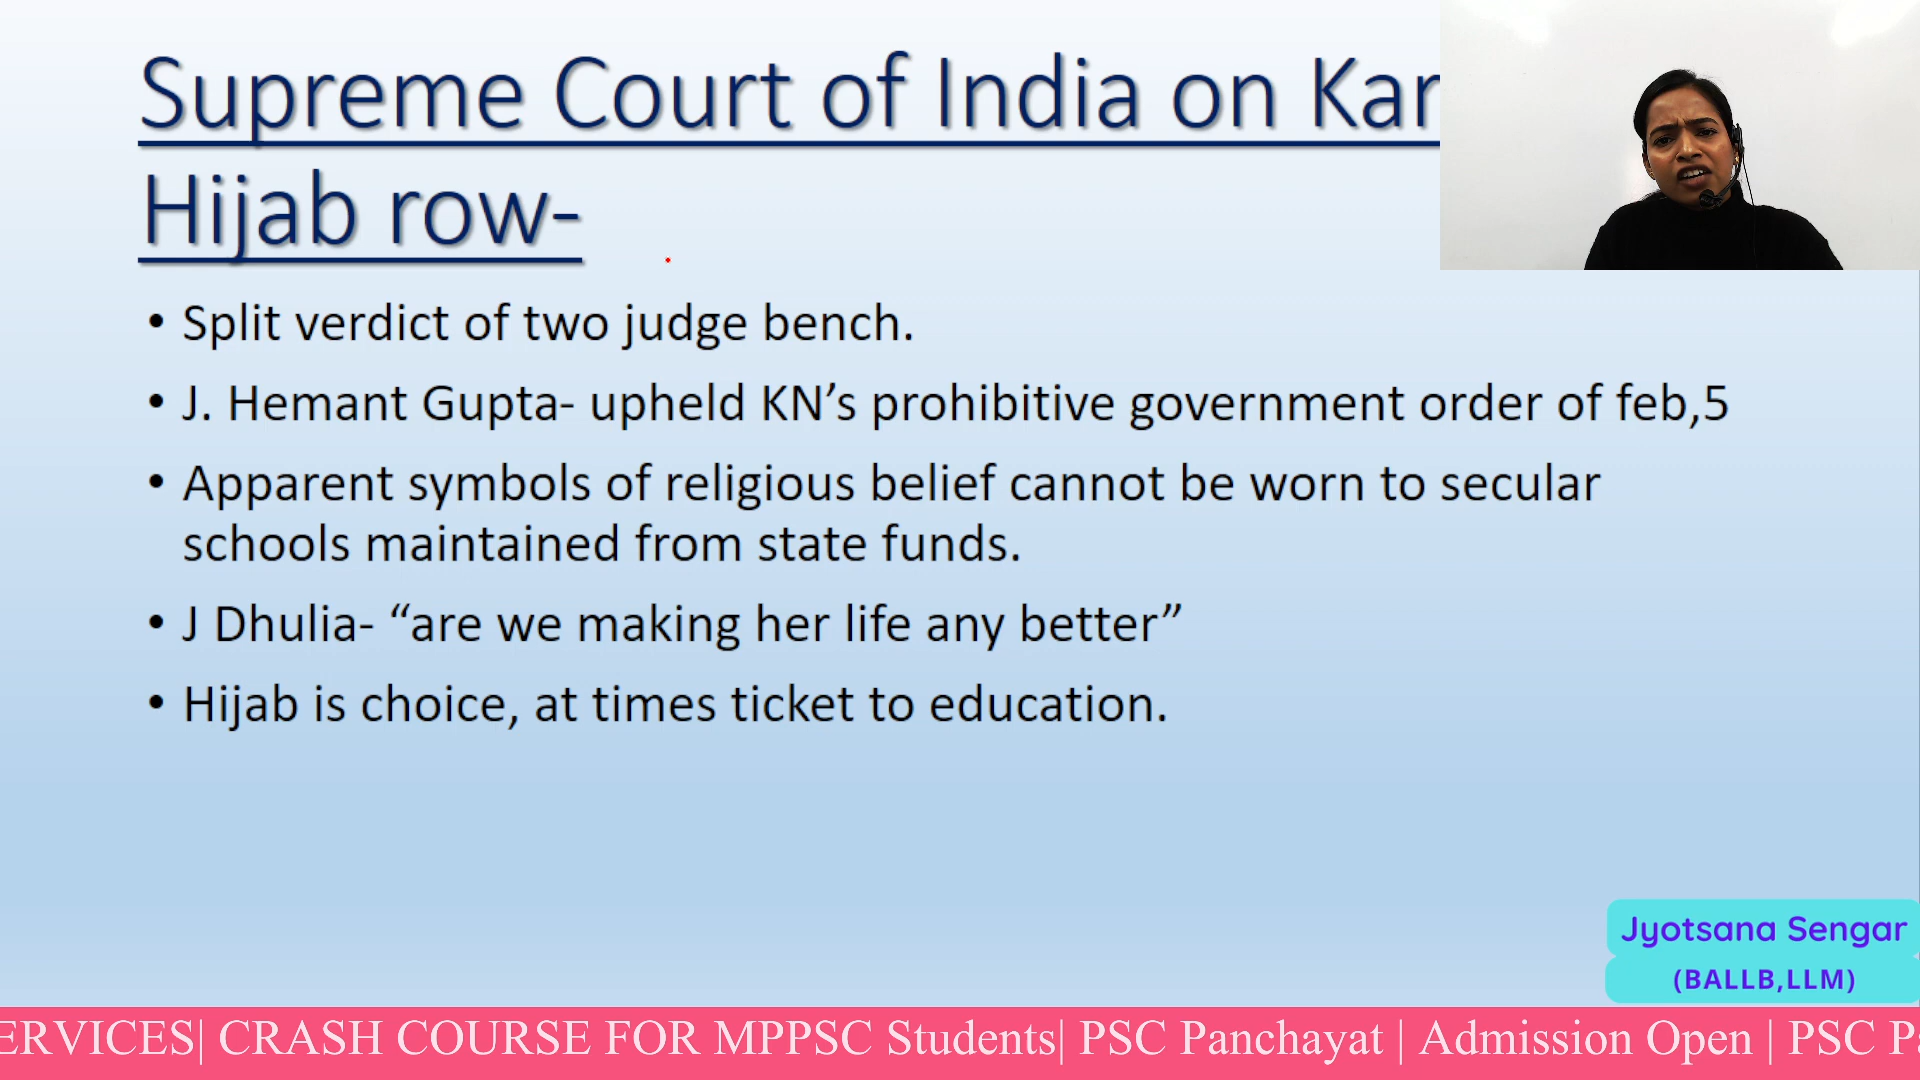 Supreme Court of India on Kar
Hijab row-
• Split verdict of two judge bench.
• J. Hemant Gupta- upheld KN’s prohibitive government order of feb,5
• Apparent symbols of religious belief cannot be worn to secular
schools maintained from state funds.
• J Dhulia- “are we making her life any better”
• Hijab is choice, at times ticket to education.
Jyotsana Sengar
(BALLB,LLM)
ERVICES| CRASH COURSE FOR MPPSC Students| PSC Panchayat | Admission Open | PSC Pa